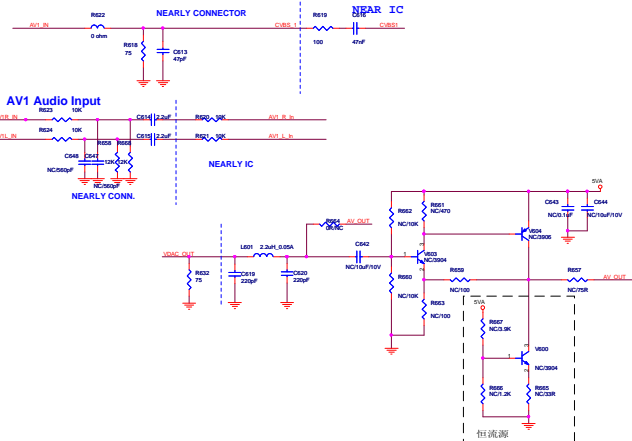 R622
NEARLY CONNECTOR
R619
NEAR IC
C616
AV1_IN
CVBS_1
CVBS1
0 ohm
R618
75
C613
47pF
100
47nF
AV1 Audio Input
R623
10K
C614
2.2uF
R620
10K
AV1_R_In
R624
10K
C615
2.2uF
R621
10K
AV1_L_In
R658
R668
C648
C647
12K
12K
NC/560pF
NC/560pF
NEARLY IC
NEARLY CONN.
5VA
R662
NC/10K
R661
NC/470
C643
NC/0.1uF
C644
NC/10uF/10V
R664
0R/NC
AV_OUT
V604
NC/3906
VDAC_OUT
L601
2.2uH_0.05A
C642
NC/10uF/10V
1
3
2
V603
NC/3904
R632
75
C619
220pF
C620
220pF
R660
NC/10K
R659
NC/100
R657
NC/75R
AV_OUT
R663
NC/100
5VA
R667
NC/3.9K
1
3
2
V600
NC/3904
R666
NC/1.2K
R665
NC/33R
恒流源